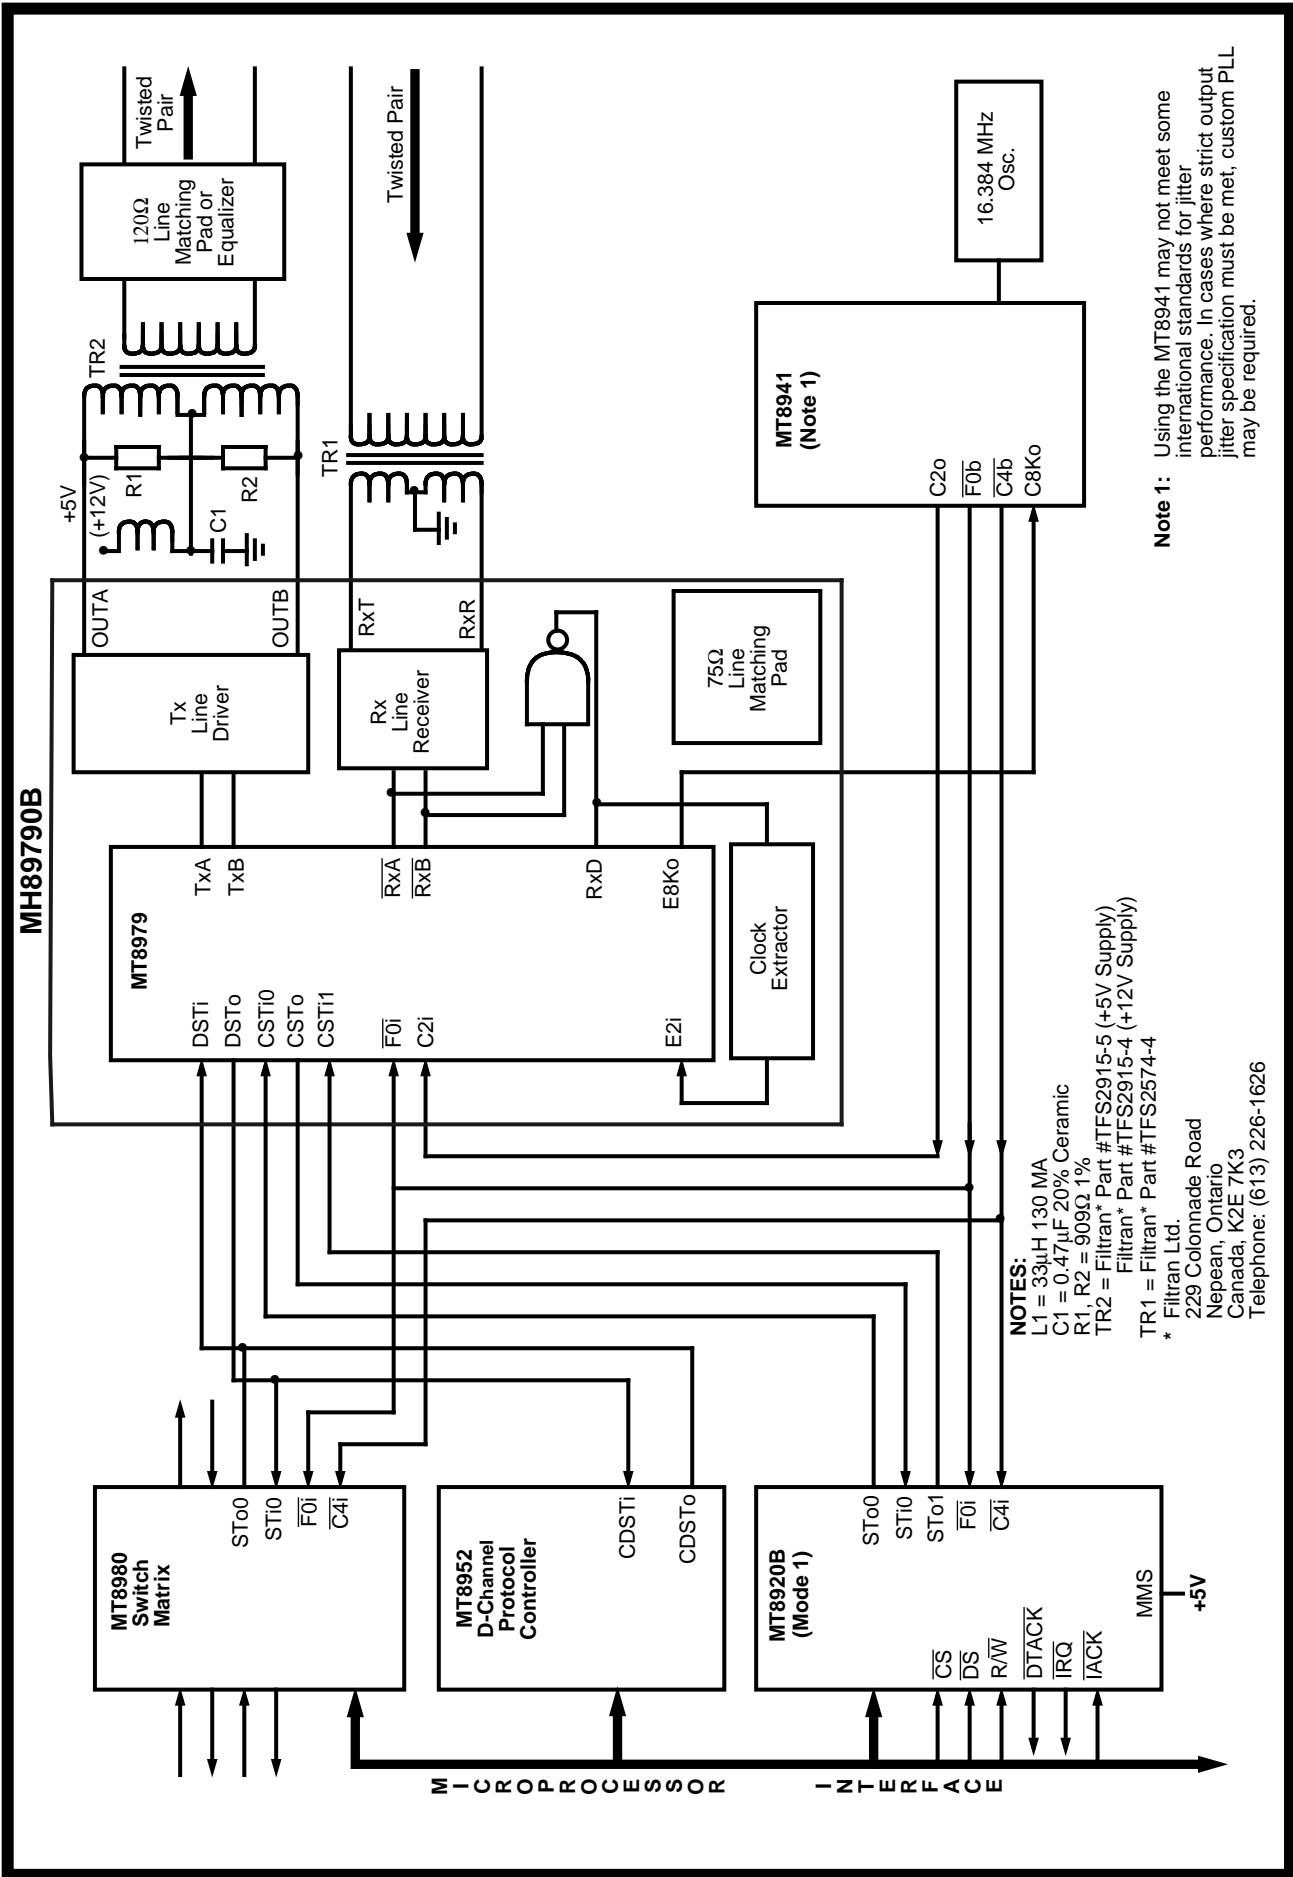 MH89790B
MT8980
Switch
Matrix
STo0
STi0
F0i
C4i
MT8952
D-Channel
Protocol
Controller
CDSTi
CDSTo
MT8920B
(Mode 1)
STo0
STi0
STo1
F0i
C4i
CS
DS
R/W
DTACK
IRQ
IACK
MMS
+5V
MICROPROCESSOR INTERFACE
MT8979
DSTi
DSTo
CSTi0
CSTo
CSTi1
F0i
C2i
E2i
TxA
TxB
RxA
RxB
RxD
E8Ko
Clock
Extractor
Tx
Line
Driver
Rx
Line
Receiver
75Ω
Line
Matching
Pad
OUTA
OUTB
RxT
RxR
+5V
(+12V)
R1
R2
C1
TR2
TR1
120Ω
Line
Matching
Pad or
Equalizer
Twisted
Pair
Twisted Pair
MT8941
(Note 1)
C2o
F0b
C4b
C8Ko
16.384 MHz
Osc.
NOTES:
L1 = 33µH 130 MA
C1 = 0.47µF 20% Ceramic
R1, R2 = 909Ω 1%
TR2 = Filtran* Part #TFS2915-5 (+5V Supply)
Filtran* Part #TFS2915-4 (+12V Supply)
TR1 = Filtran* Part #TFS2574-4
* Filtran Ltd.
229 Colonnade Road
Nepean, Ontario
Canada, K2E 7K3
Telephone: (613) 226-1626
Note 1: Using the MT8941 may not meet some
international standards for jitter
performance. In cases where strict output
jitter specification must be met, custom PLL
may be required.